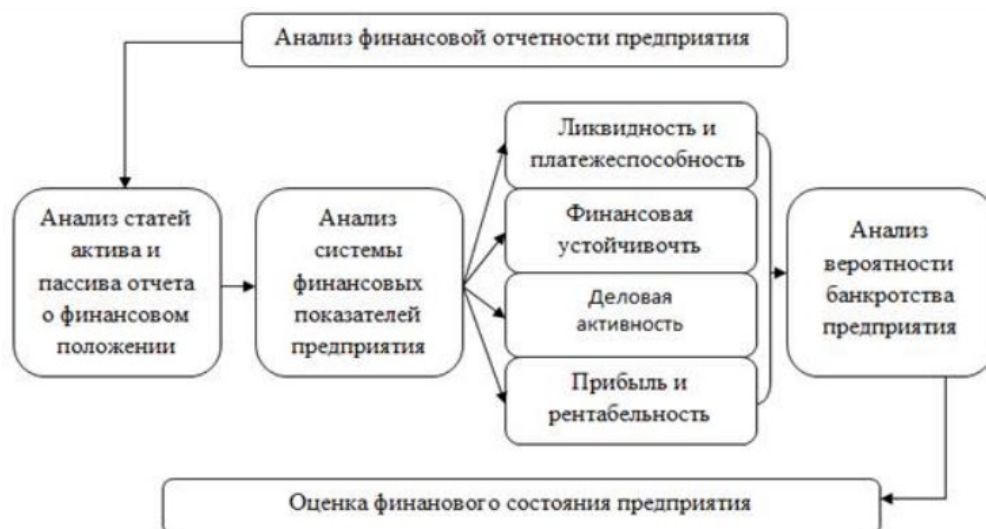 Анализ финансовой отчетности предприятия
Анализ статей
актива и
пассива отчета
о финансовом
положении
Анализ
системы
финансовых
показателей
предприятия
Ликвидность и
платежеспособность
Финансовая
устойчивочть
Деловая
активность
Прибыль и
рентабельность
Анализ
вероятности
банкротства
предприятия
Оценка финанового состояния предприятия